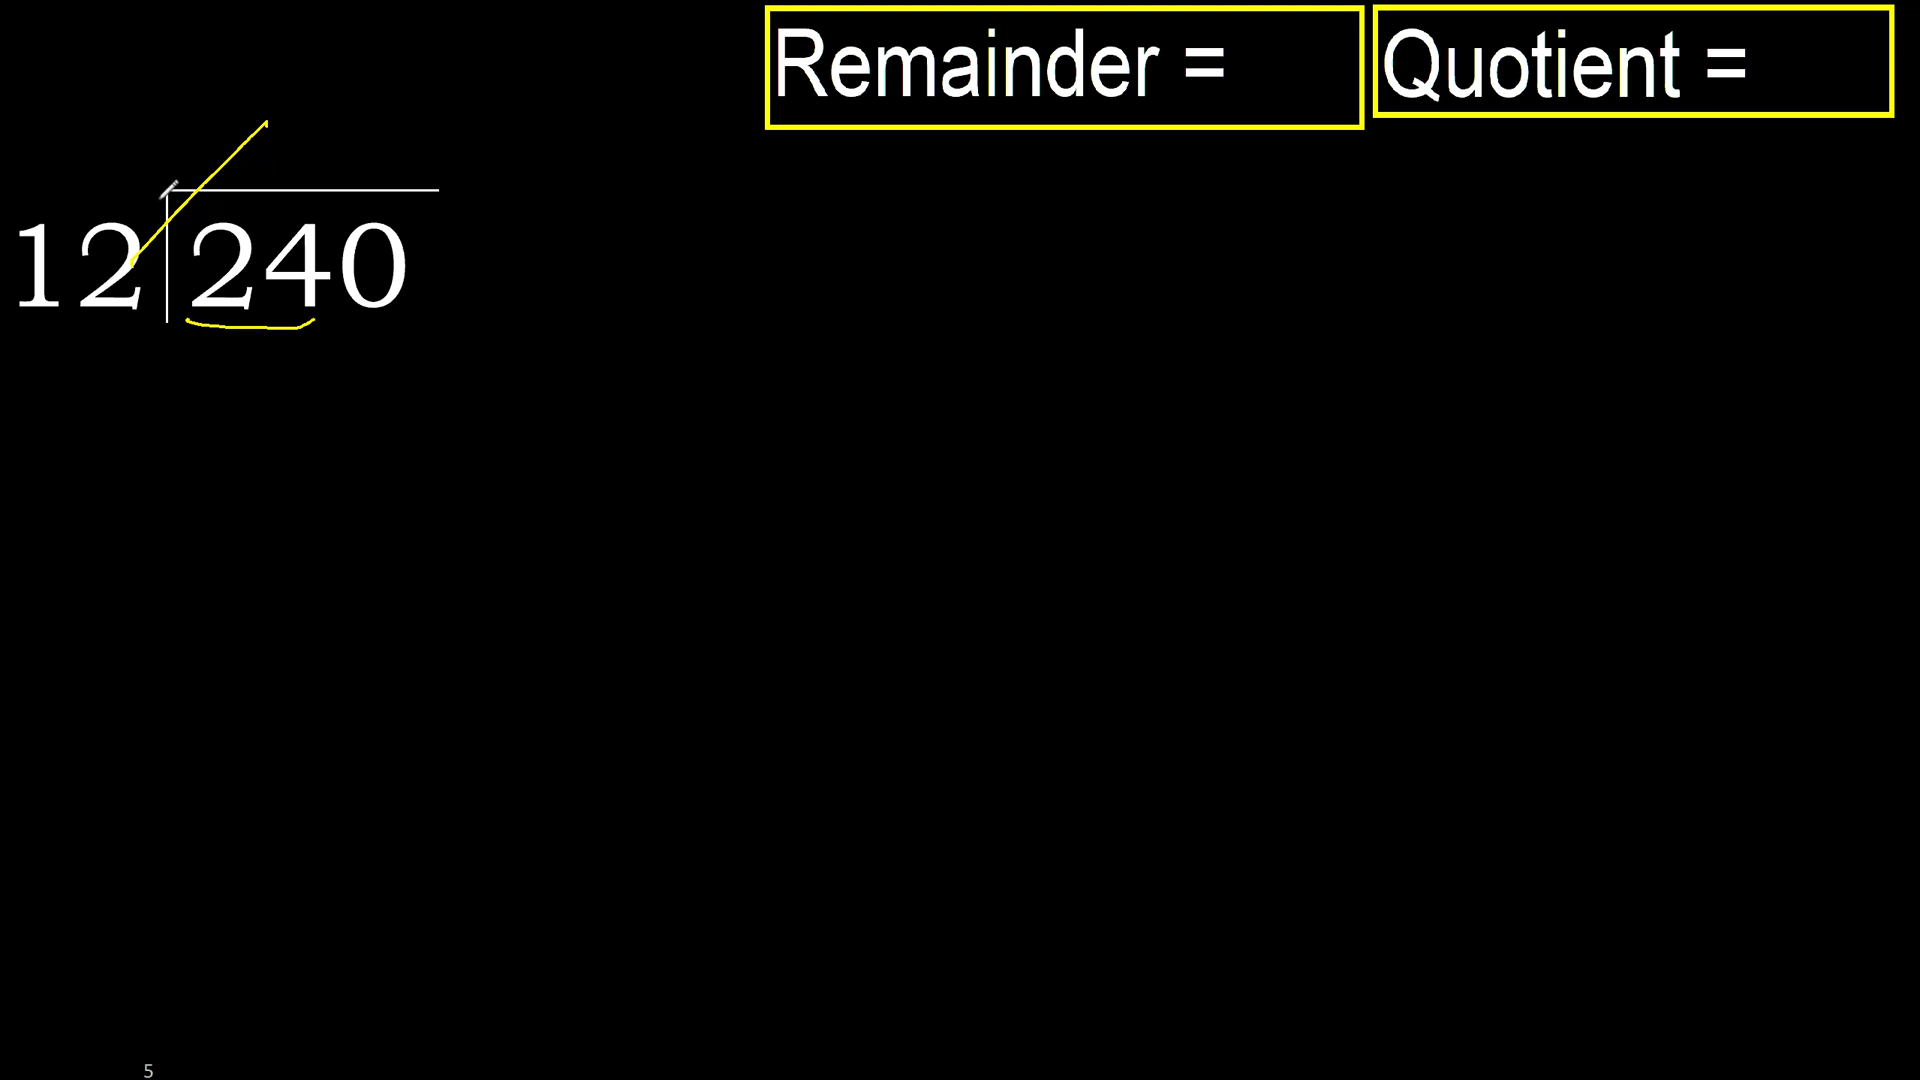 Remainder =
Quotient =
12 240
5